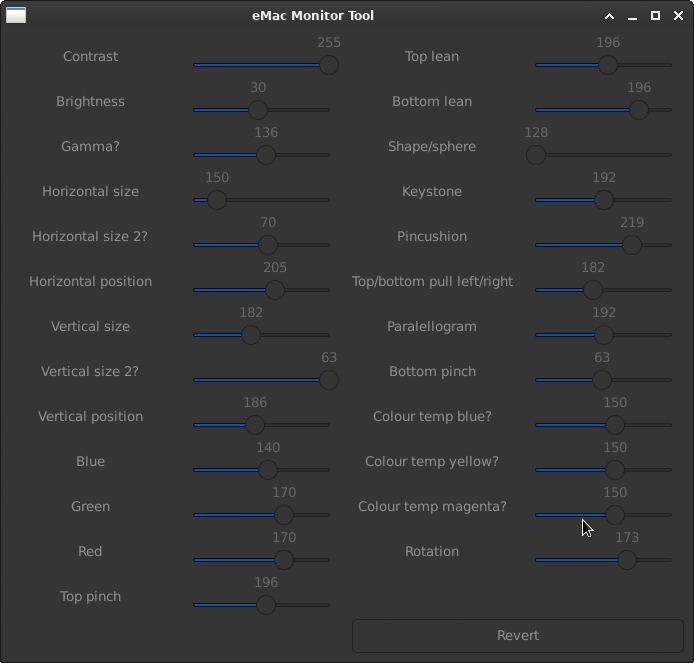 eMac Monitor Tool
Contrast 255
Brightness 30
Gamma? 136
Horizontal size 150
Horizontal size 2? 70
Horizontal position 205
Vertical size 182
Vertical size 2? 63
Vertical position 186
Blue 140
Green 170
Red 170
Top pinch 196
Top lean 196
Bottom lean 196
Shape/sphere 128
Keystone 192
Pincushion 219
Top/bottom pull left/right 182
Paralellogram 192
Bottom pinch 63
Colour temp blue? 150
Colour temp yellow? 150
Colour temp magenta? 150
Rotation 173
Revert